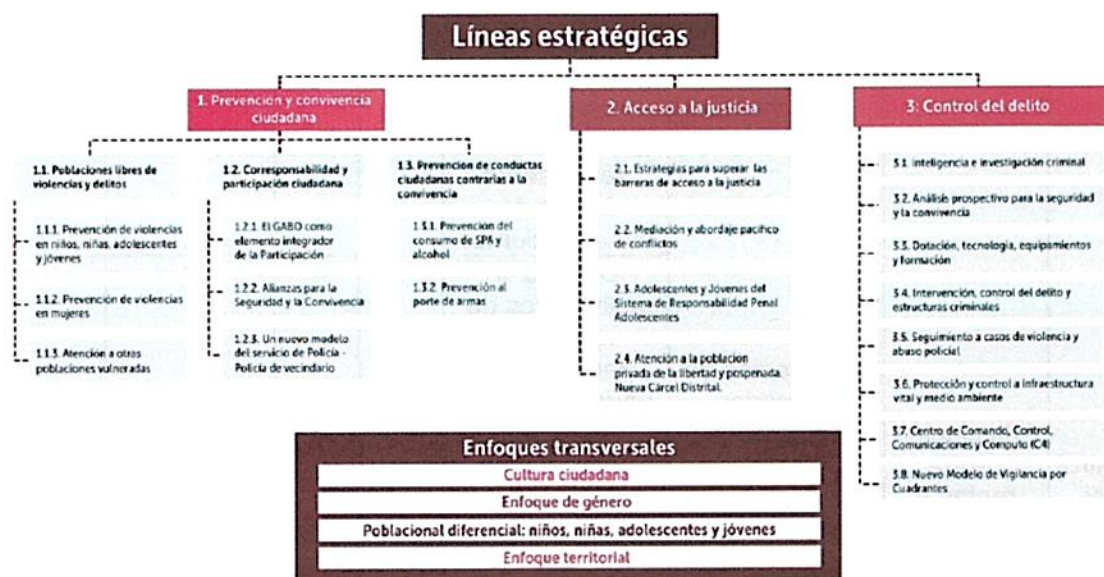 Líneas estratégicas
1. Prevención y convivencia
ciudadana
1.1. Poblaciones libres de
violencias y delitos
1.1.1. Prevención de violencias
en niños, niñas, adolescentes
y jóvenes
1.1.2. Prevención de violencias
en mujeres
1.1.3. Atención a otras
poblaciones vulneradas
1.2. Corresponsabilidad y
participación ciudadana
1.2.1. El GABO como
elemento integrador
de la Participación
1.2.2. Alianzas para la
Seguridad y la Convivencia
1.2.3. Un nuevo modelo
del servicio de Policía -
Policía de vecindario
1.3. Prevención de conductas
ciudadanas contrarias a la
convivencia
1.3.1. Prevención del
consumo de SPA y
alcohol
1.3.2. Prevención al
porte de armas
2. Acceso a la justicia
2.1. Estrategias para superar las
barreras de acceso a la justicia
2.2. Mediación y abordaje pacífico
de conflictos
2.3. Adolescentes y Jóvenes del
Sistema de Responsabilidad Penal
Adolescentes
2.4. Atención a la población
privada de la libertad y pospenada.
Nueva Cárcel Distrital.
3: Control del delito
3.1. Inteligencia e investigación criminal
3.2. Análisis prospectivo para la seguridad
y la convivencia
3.3. Dotación, tecnología, equipamientos
y formación
3.4. Intervención, control del delito y
estructuras criminales
3.5. Seguimiento a casos de violencia y
abuso policial
3.6. Protección y control a infraestructura
vital y medio ambiente
3.7. Centro de Comando, Control,
Comunicaciones y Computo (C4)
3.8. Nuevo Modelo de Vigilancia por
Cuadrantes
Enfoques transversales
Cultura ciudadana
Enfoque de género
Poblacional diferencial: niños, niñas, adolescentes y jóvenes
Enfoque territorial